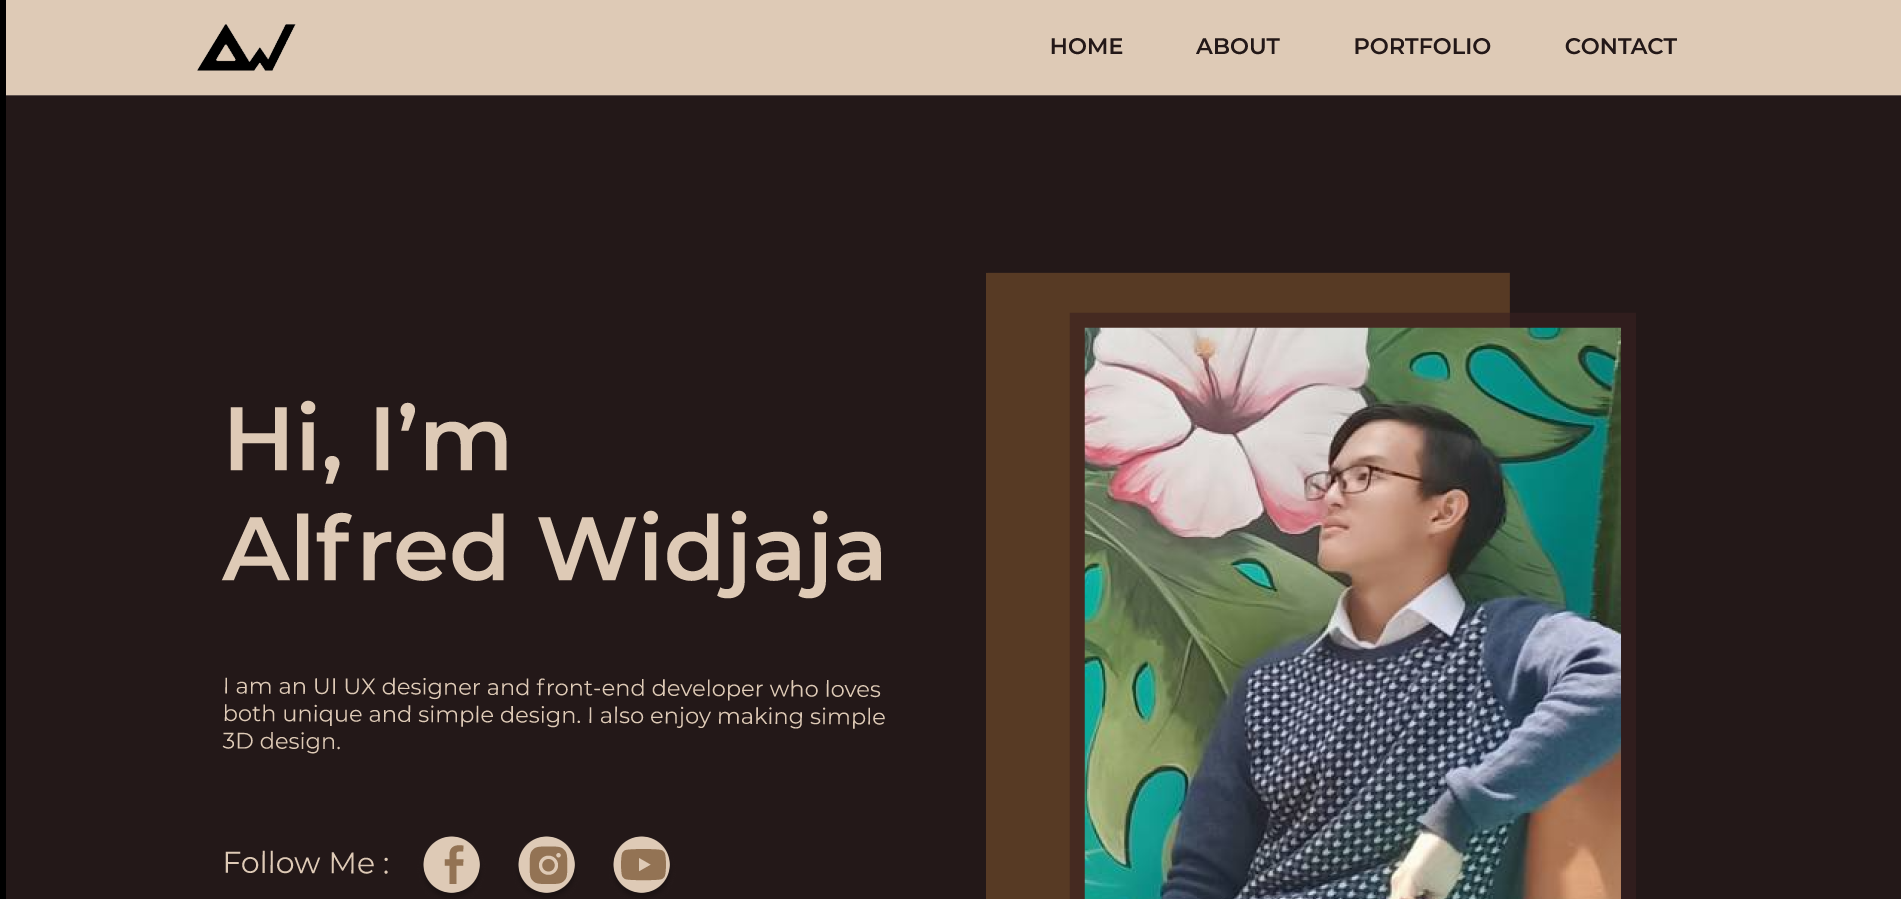 AW
HOME ABOUT PORTFOLIO CONTACT
Hi, I’m
Alfred Widjaja
I am an UI UX designer and front-end developer who loves
both unique and simple design. I also enjoy making simple
3D design.
Follow Me :